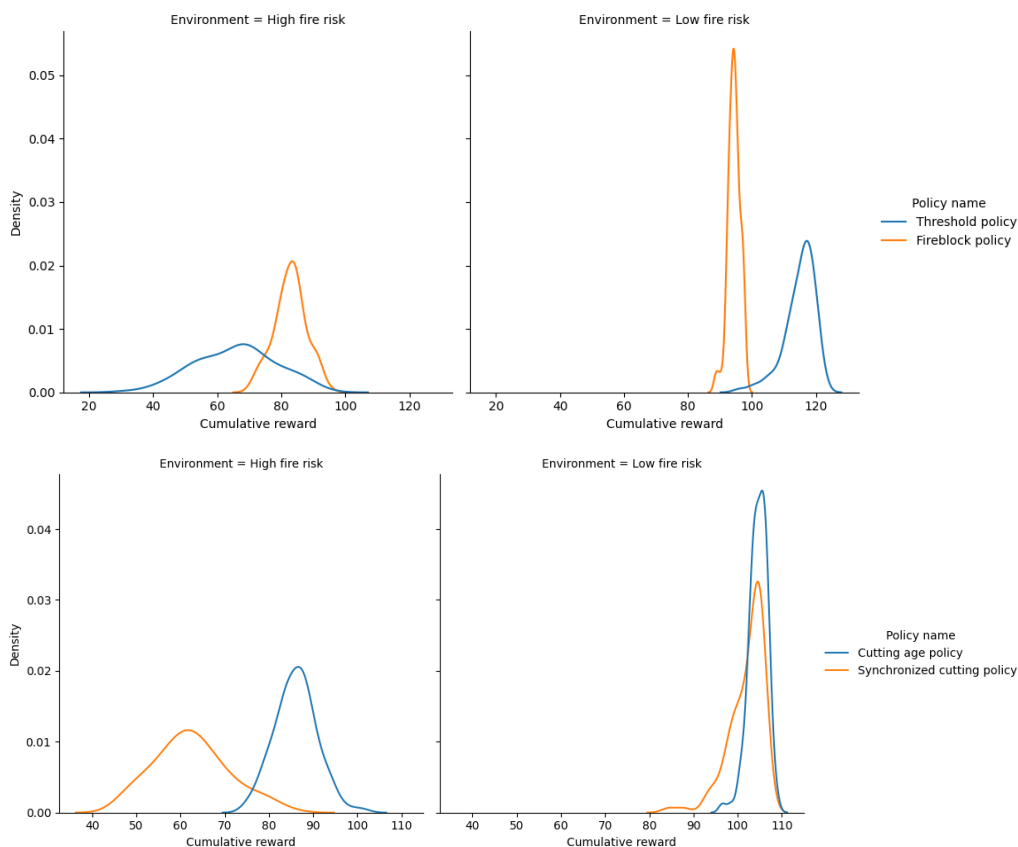 Environment = High fire risk
Environment = Low fire risk
0.05
0.04
0.03
0.02
0.01
0.00
Density
20 40 60 80 100 120
20 40 60 80 100 120
Cumulative reward
Cumulative reward
Policy name
Threshold policy
Fireblock policy
Environment = High fire risk
Environment = Low fire risk
0.04
0.03
0.02
0.01
0.00
Density
40 50 60 70 80 90 100 110
40 50 60 70 80 90 100 110
Cumulative reward
Cumulative reward
Policy name
Cutting age policy
Synchronized cutting policy